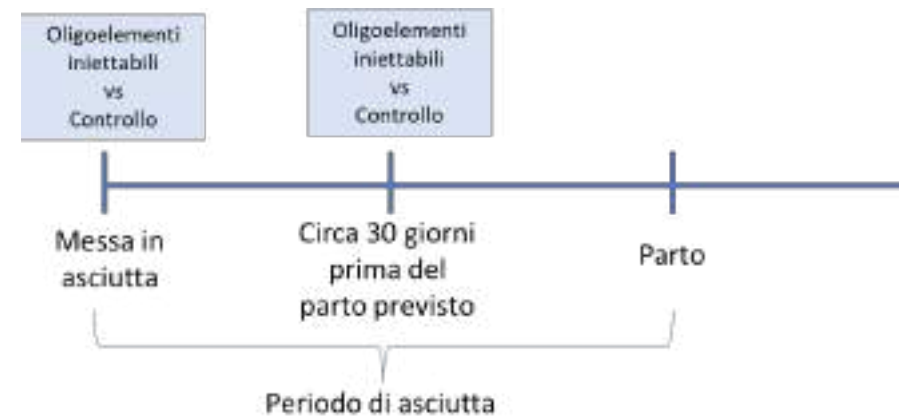 Oligoelementi
iniettabili
vs
Controllo
Oligoelementi
iniettabili
vs
Controllo
Messa in
asciutta
Circa 30 giorni
prima del
parto previsto
Parto
Periodo di asciutta